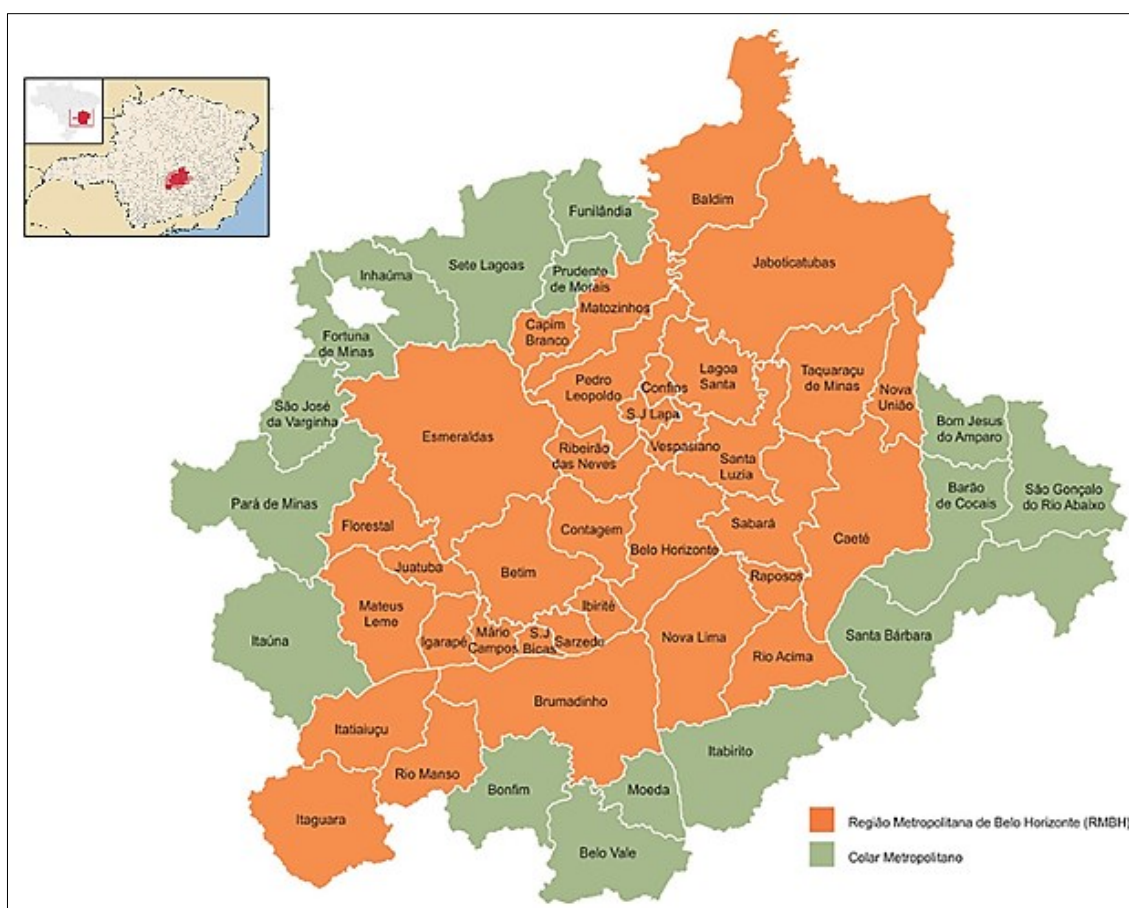 Baldim
Funilândia
Jaboticatubas
Sete Lagoas
Inhaúma
Prudente
de Morais
Matozinhos
Capim
Branco
Fortuna
de Minas
Lagoa
Santa
Taquaraçu
de Minas
Pedro
Leopoldo
Confins
Nova
União
São José
da Varginha
S.J Lapa
Esmeraldas
Bom Jesus
do Amparo
Ribeirão
das Neves
Vespasiano
Santa
Luzia
Barão
de Cocais
São Gonçalo
do Rio Abaixo
Pará de Minas
Florestal
Contagem
Sabará
Caeté
Belo Horizonte
Juatuba
Betim
Raposos
Mateus
Leme
Ibirité
Itaúna
Igarapé
Mário
Campos
S.J
Bicas
Sarzedo
Nova Lima
Santa Bárbara
Rio Acima
Brumadinho
Itatiaiuçu
Itabirito
Rio Manso
Bonfim
Moeda
Itaguara
Belo Vale
Região Metropolitana de Belo Horizonte (RMBH)
Colar Metropolitano